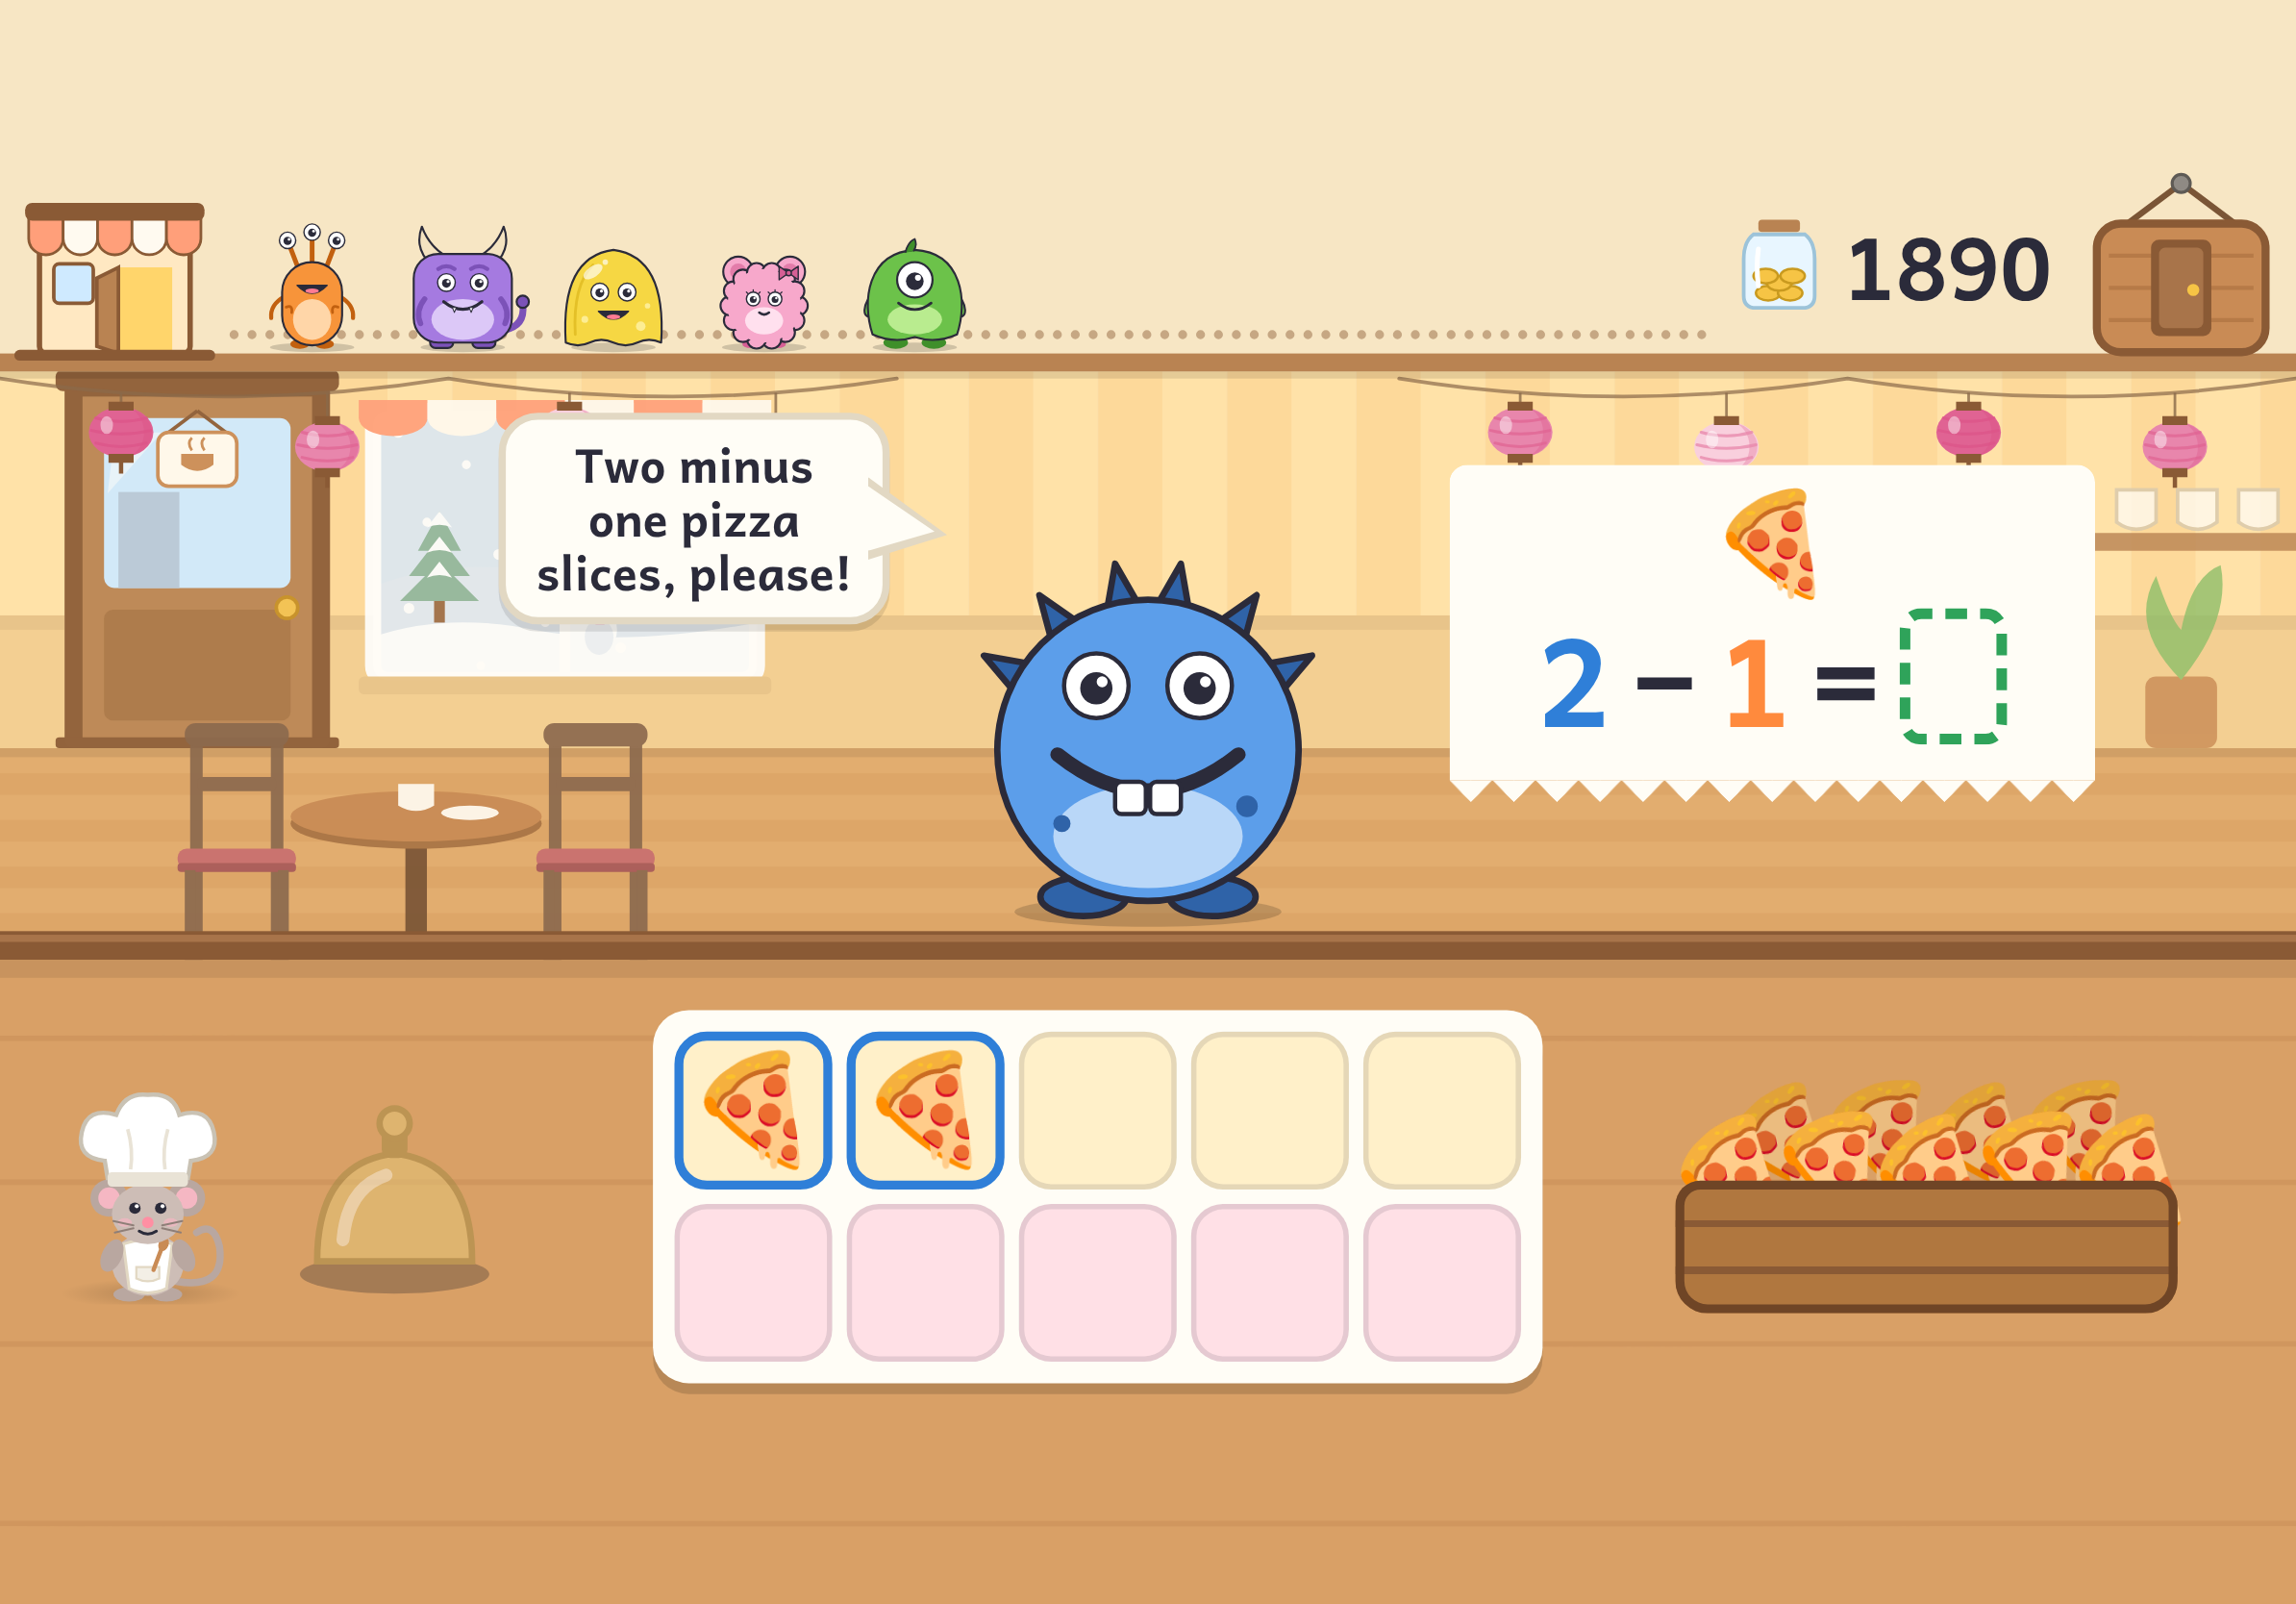 1890
Two minus
one pizza
slices, please!
2 – 1 =